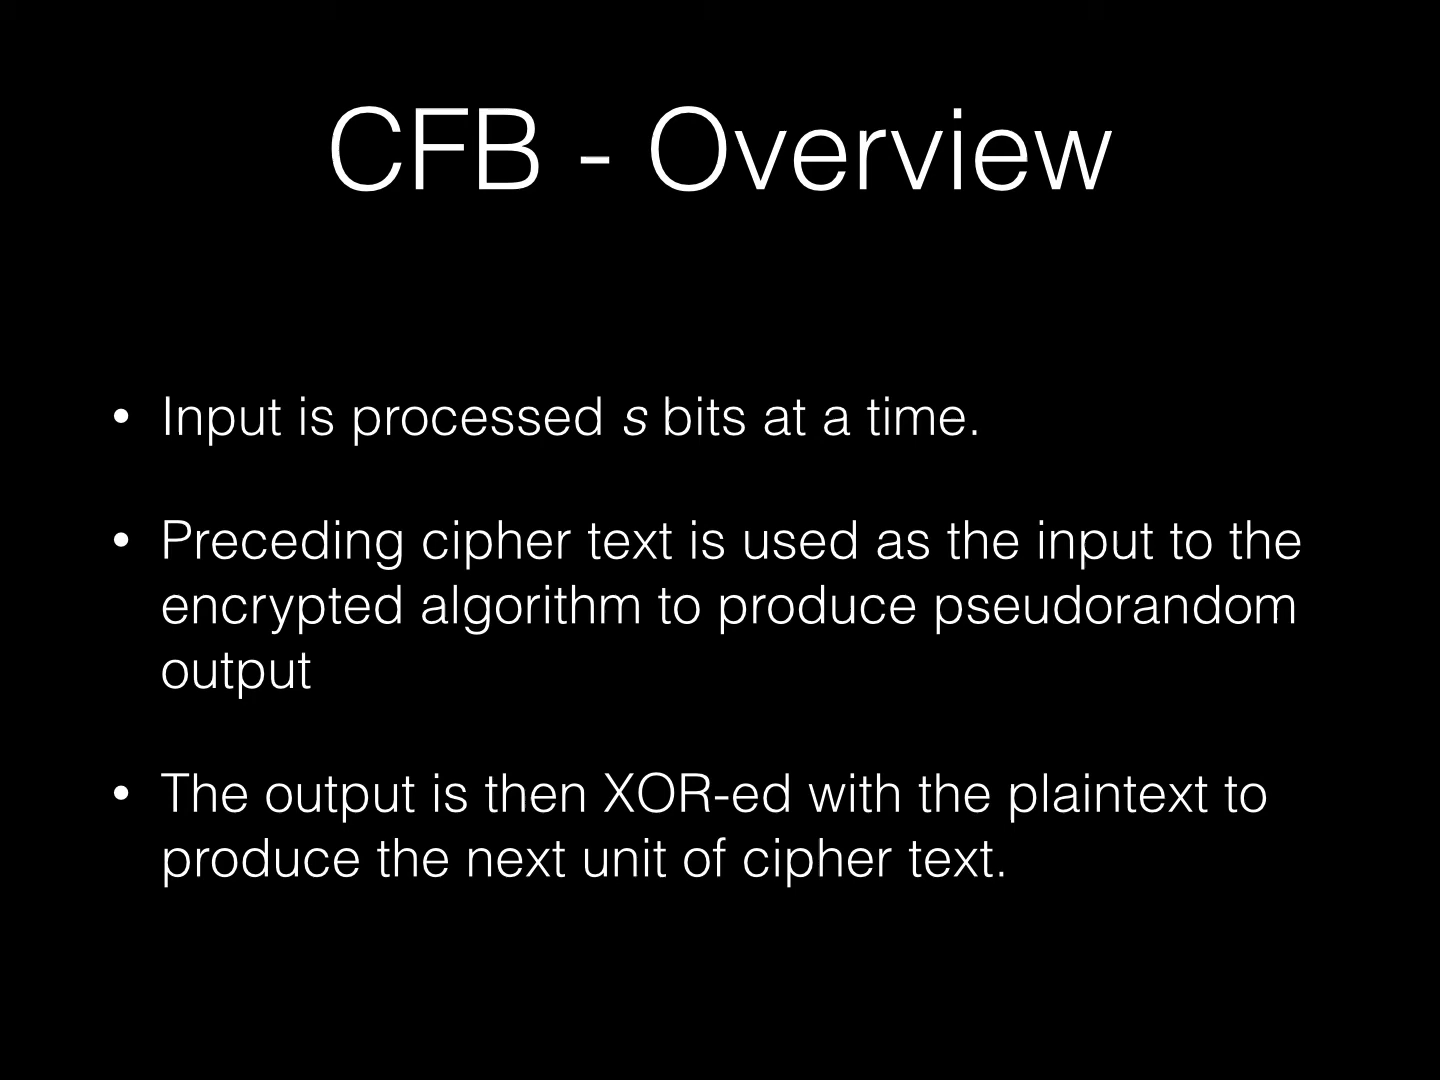 CFB - Overview
• Input is processed s bits at a time.
• Preceding cipher text is used as the input to the
encrypted algorithm to produce pseudorandom
output
• The output is then XOR-ed with the plaintext to
produce the next unit of cipher text.